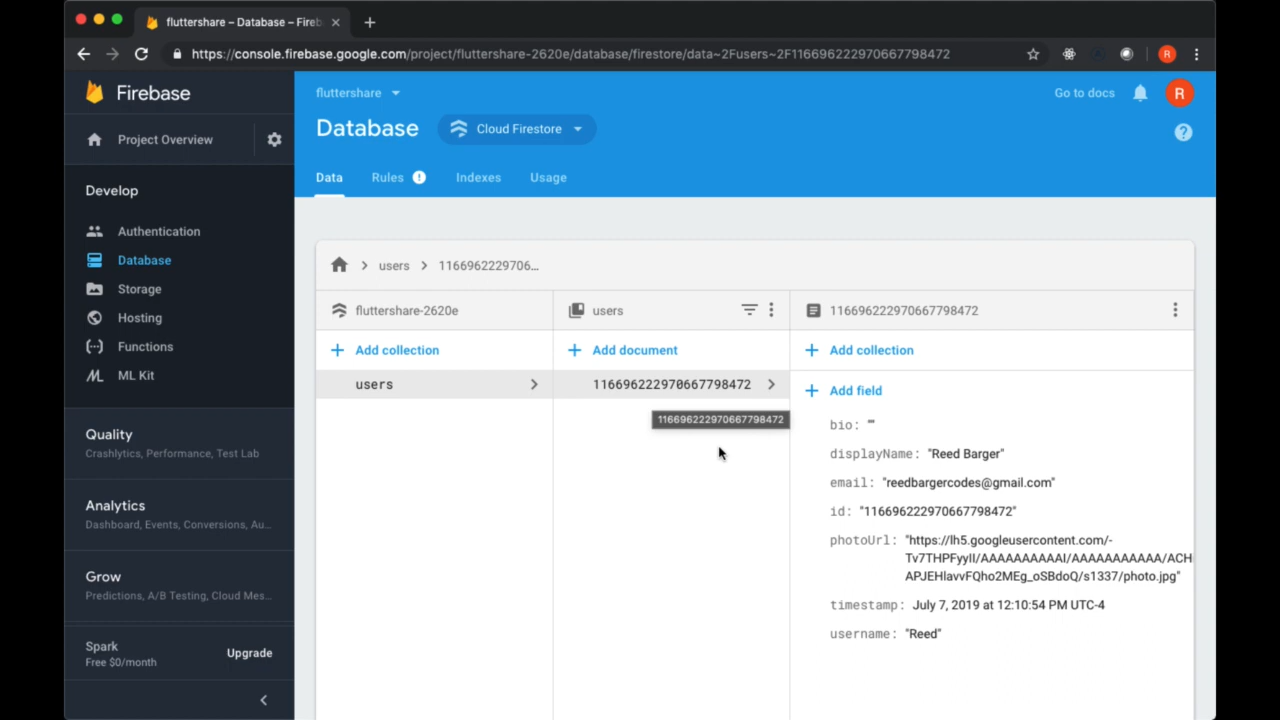 fluttershare – Database – Fireb
https://console.firebase.google.com/project/fluttershare-2620e/database/firestore/data~2Fusers~2F116696222970667798472
R
Firebase
fluttershare
Go to docs
R
Project Overview
Database
Cloud Firestore
Develop
Data
Rules
Indexes
Usage
Authentication
Database
Storage
Hosting
Functions
ML Kit
Quality
Crashlytics, Performance, Test Lab
Analytics
Dashboard, Events, Conversions, Au...
Grow
Predictions, A/B Testing, Cloud Mes...
Spark
Free $0/month
Upgrade
users
1166962229706...
fluttershare-2620e
users
116696222970667798472
Add collection
Add document
Add collection
users
116696222970667798472
116696222970667798472
Add field
bio: ""
displayName: "Reed Barger"
email: "reedbargercodes@gmail.com"
id: "116696222970667798472"
photoUrl: "https://lh5.googleusercontent.com/-
Tv7THPFyyII/AAAAAAAAAAI/AAAAAAAAAAA/ACH
APJEHlavvFQho2MEg_oSBdoQ/s1337/photo.jpg"
timestamp: July 7, 2019 at 12:10:54 PM UTC-4
username: "Reed"